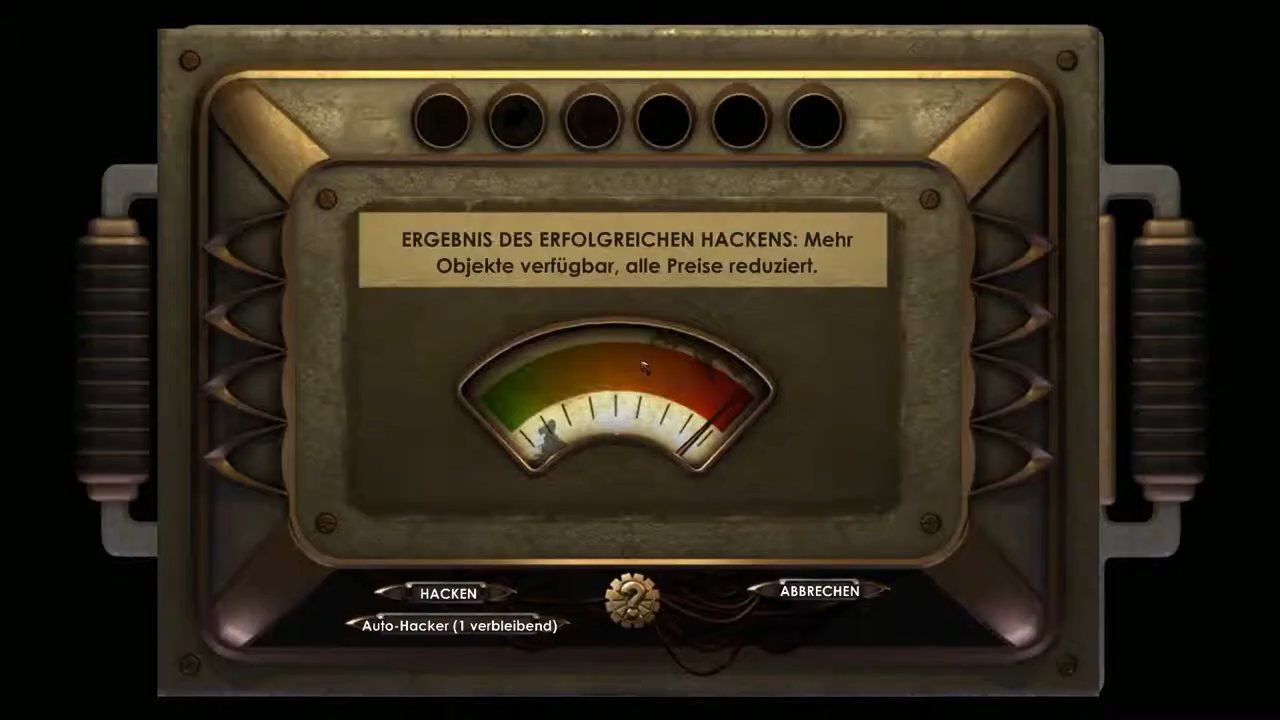 ERGEBNIS DES ERFOLGREICHEN HACKENS: Mehr
Objekte verfügbar, alle Preise reduziert.
HACKEN
?
ABBRECHEN
Auto-Hacker (1 verbleibend)